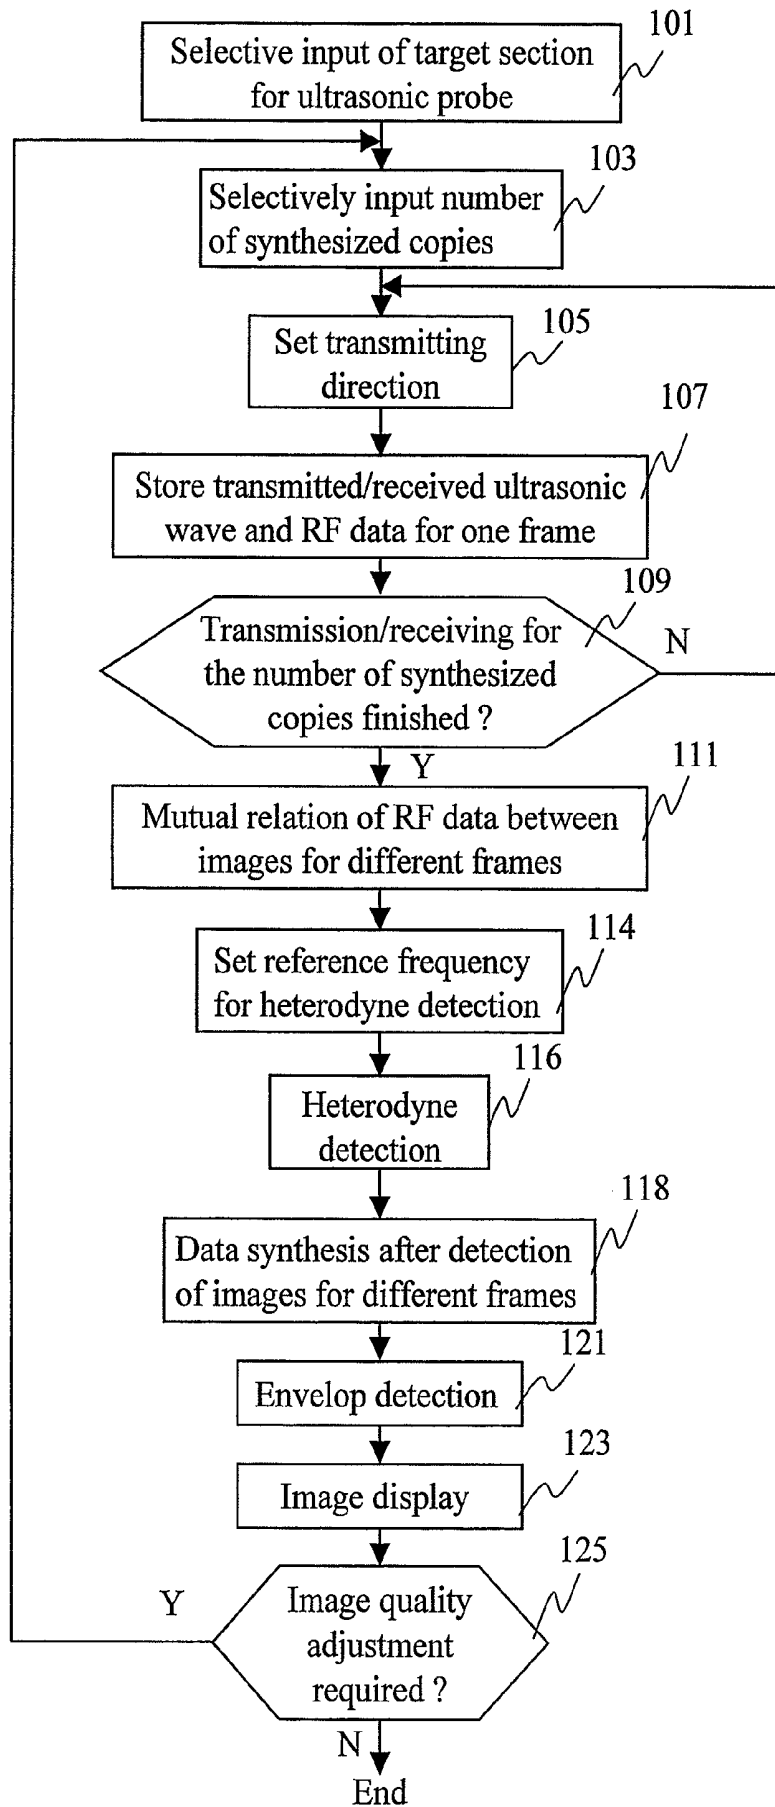 101
Selective input of target section
for ultrasonic probe
103
Selectively input number
of synthesized copies
105
Set transmitting
direction
107
Store transmitted/received ultrasonic
wave and RF data for one frame
109
Transmission/receiving for
the number of synthesized
copies finished ?
N
Y
111
Mutual relation of RF data between
images for different frames
114
Set reference frequency
for heterodyne detection
116
Heterodyne
detection
118
Data synthesis after detection
of images for different frames
121
Envelop detection
123
Image display
125
Y
Image quality
adjustment
required ?
N
End